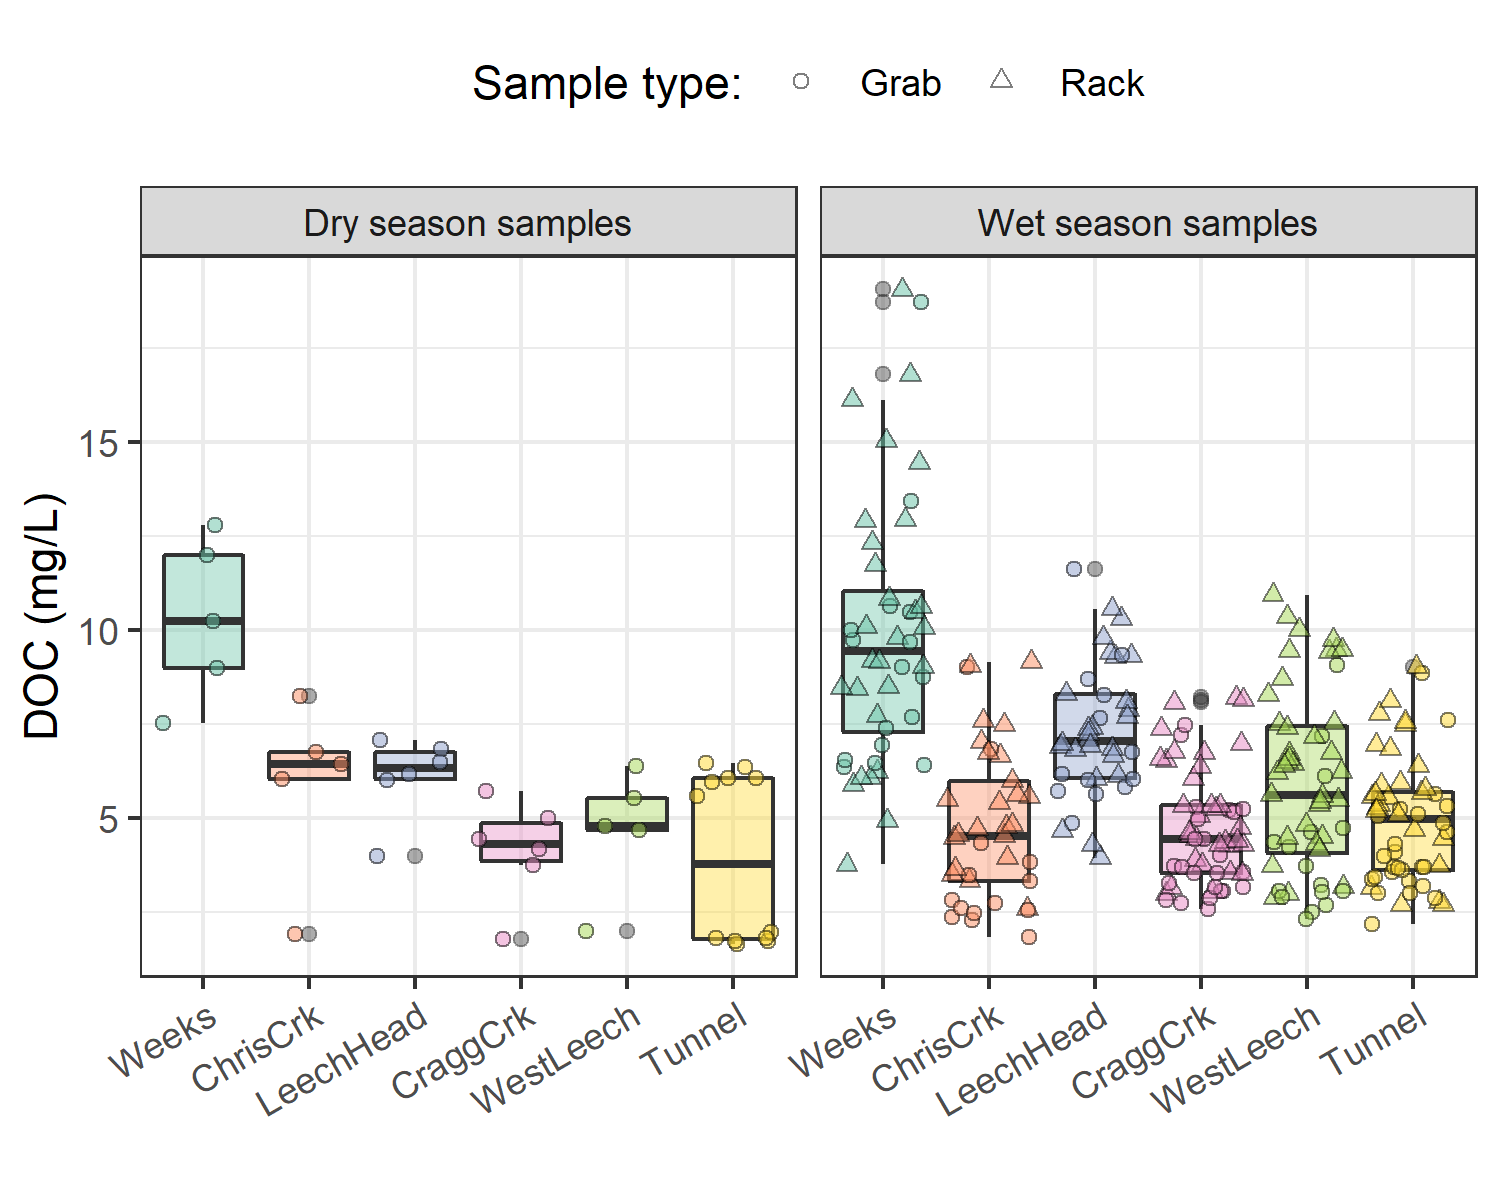 Sample type: Grab Rack
Dry season samples Wet season samples
DOC (mg/L)
15
10
5
Weeks ChrisCrk LeechHead CraggCrk WestLeech Tunnel Weeks ChrisCrk LeechHead CraggCrk WestLeech Tunnel